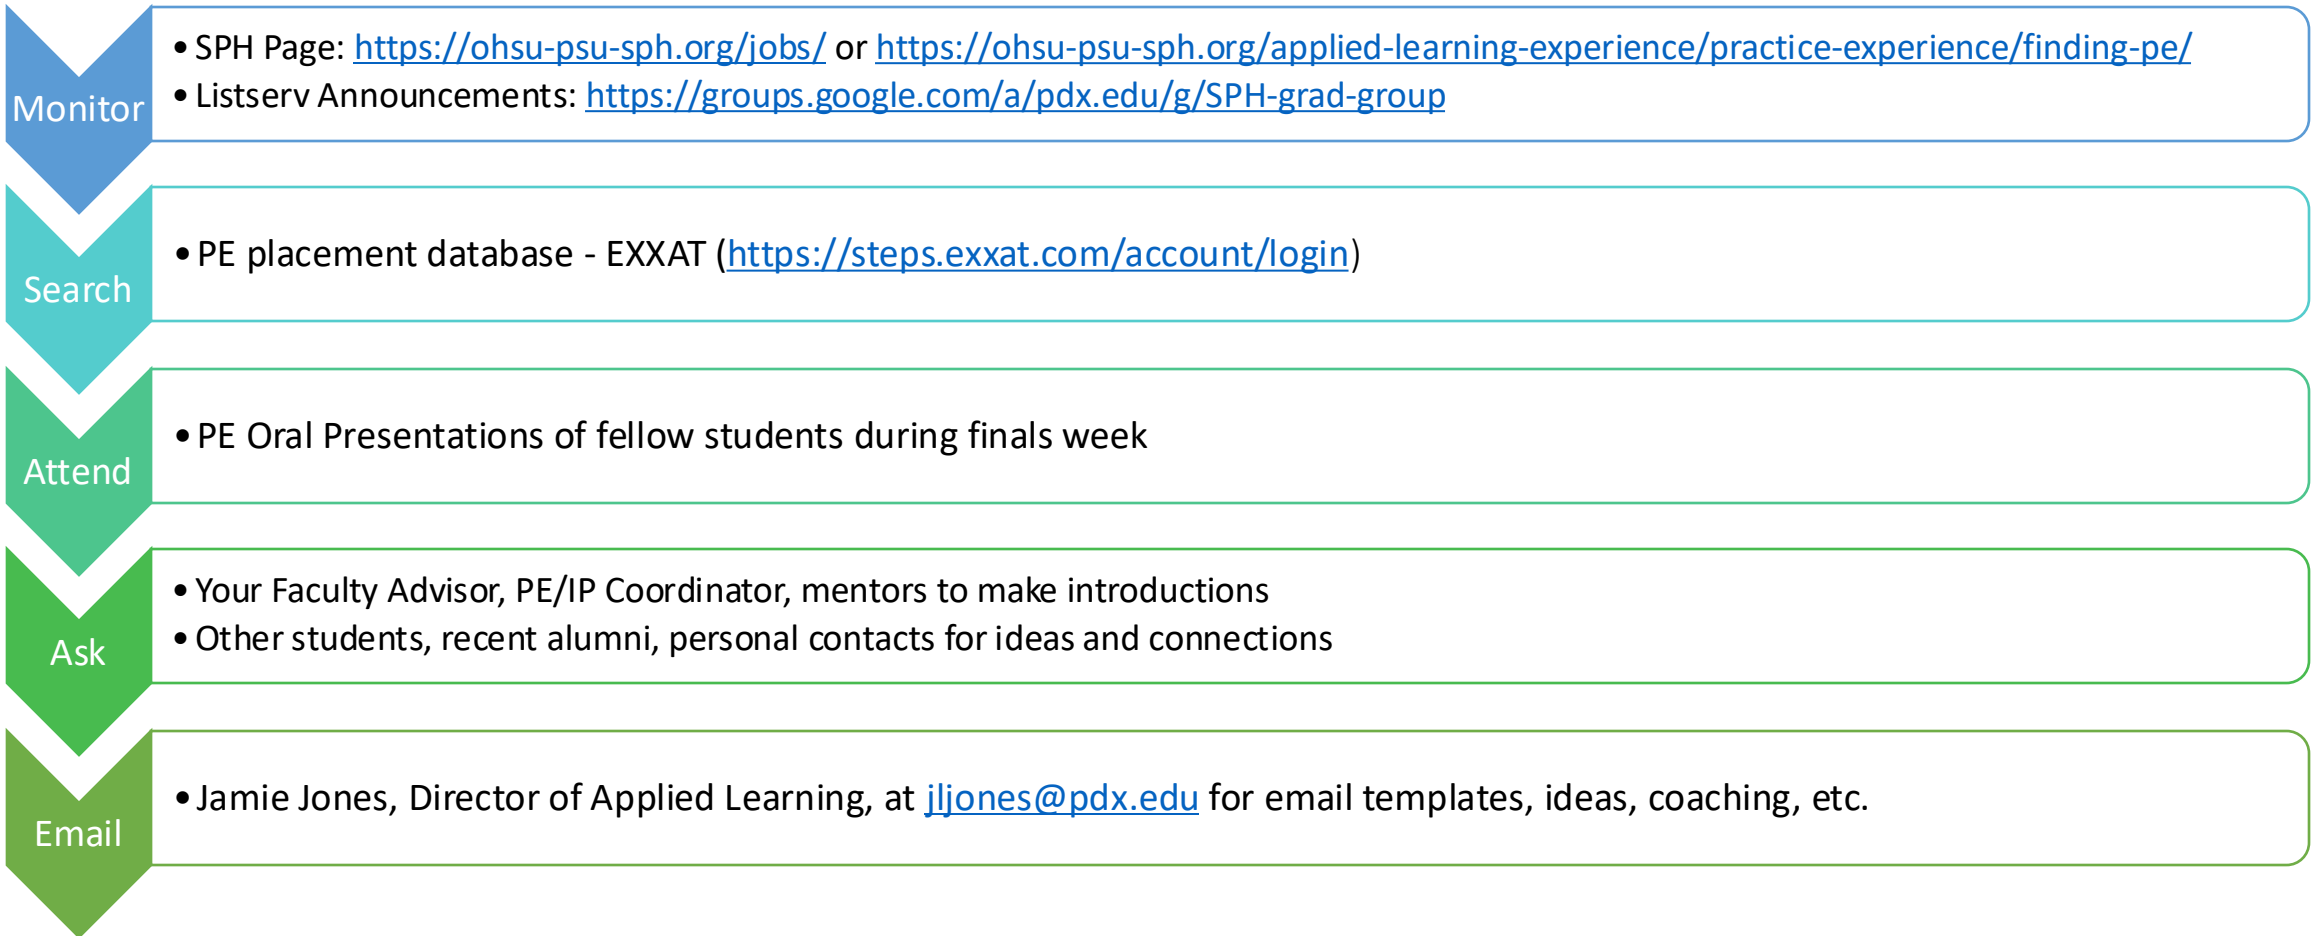 Monitor
• SPH Page: https://ohsu-psu-sph.org/jobs/ or https://ohsu-psu-sph.org/applied-learning-experience/practice-experience/finding-pe/
• Listserv Announcements: https://groups.google.com/a/pdx.edu/g/SPH-grad-group
Search
• PE placement database - EXXAT (https://steps.exxat.com/account/login)
Attend
• PE Oral Presentations of fellow students during finals week
Ask
• Your Faculty Advisor, PE/IP Coordinator, mentors to make introductions
• Other students, recent alumni, personal contacts for ideas and connections
Email
• Jamie Jones, Director of Applied Learning, at jljones@pdx.edu for email templates, ideas, coaching, etc.